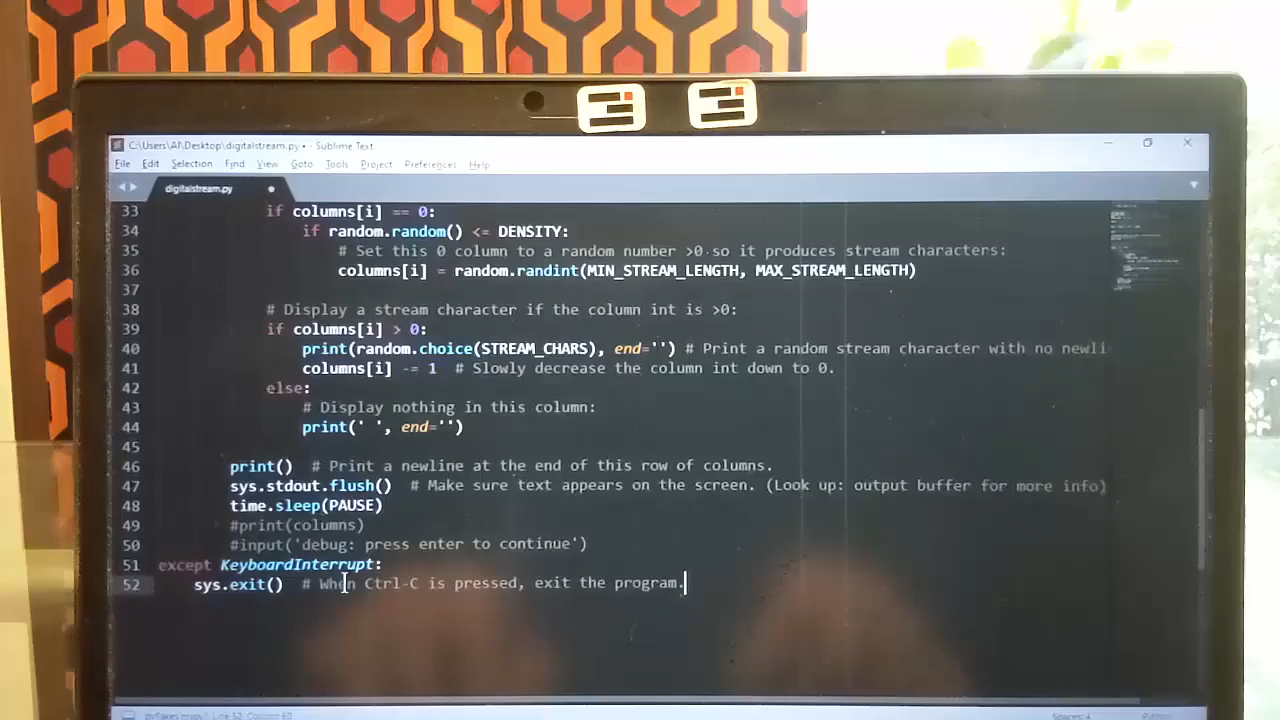 C:\Users\Al\Desktop\digitalstream.py • - Sublime Text
File Edit Selection Find View Goto Tools Project Preferences Help
digitalstream.py
33 if columns[i] == 0:
34 if random.random() <= DENSITY:
35 # Set this 0 column to a random number >0 so it produces stream characters:
36 columns[i] = random.randint(MIN_STREAM_LENGTH, MAX_STREAM_LENGTH)
37
38 # Display a stream character if the column int is >0:
39 if columns[i] > 0:
40 print(random.choice(STREAM_CHARS), end='') # Print a random stream character with no newli
41 columns[i] -= 1 # Slowly decrease the column int down to 0.
42 else:
43 # Display nothing in this column:
44 print(' ', end='')
45
46 print() # Print a newline at the end of this row of columns.
47 sys.stdout.flush() # Make sure text appears on the screen. (Look up: output buffer for more info)
48 time.sleep(PAUSE)
49 #print(columns)
50 #input('debug: press enter to continue')
51 except KeyboardInterrupt:
52 sys.exit() # When Ctrl-C is pressed, exit the program.
Line 52, Column 60
Spaces: 4